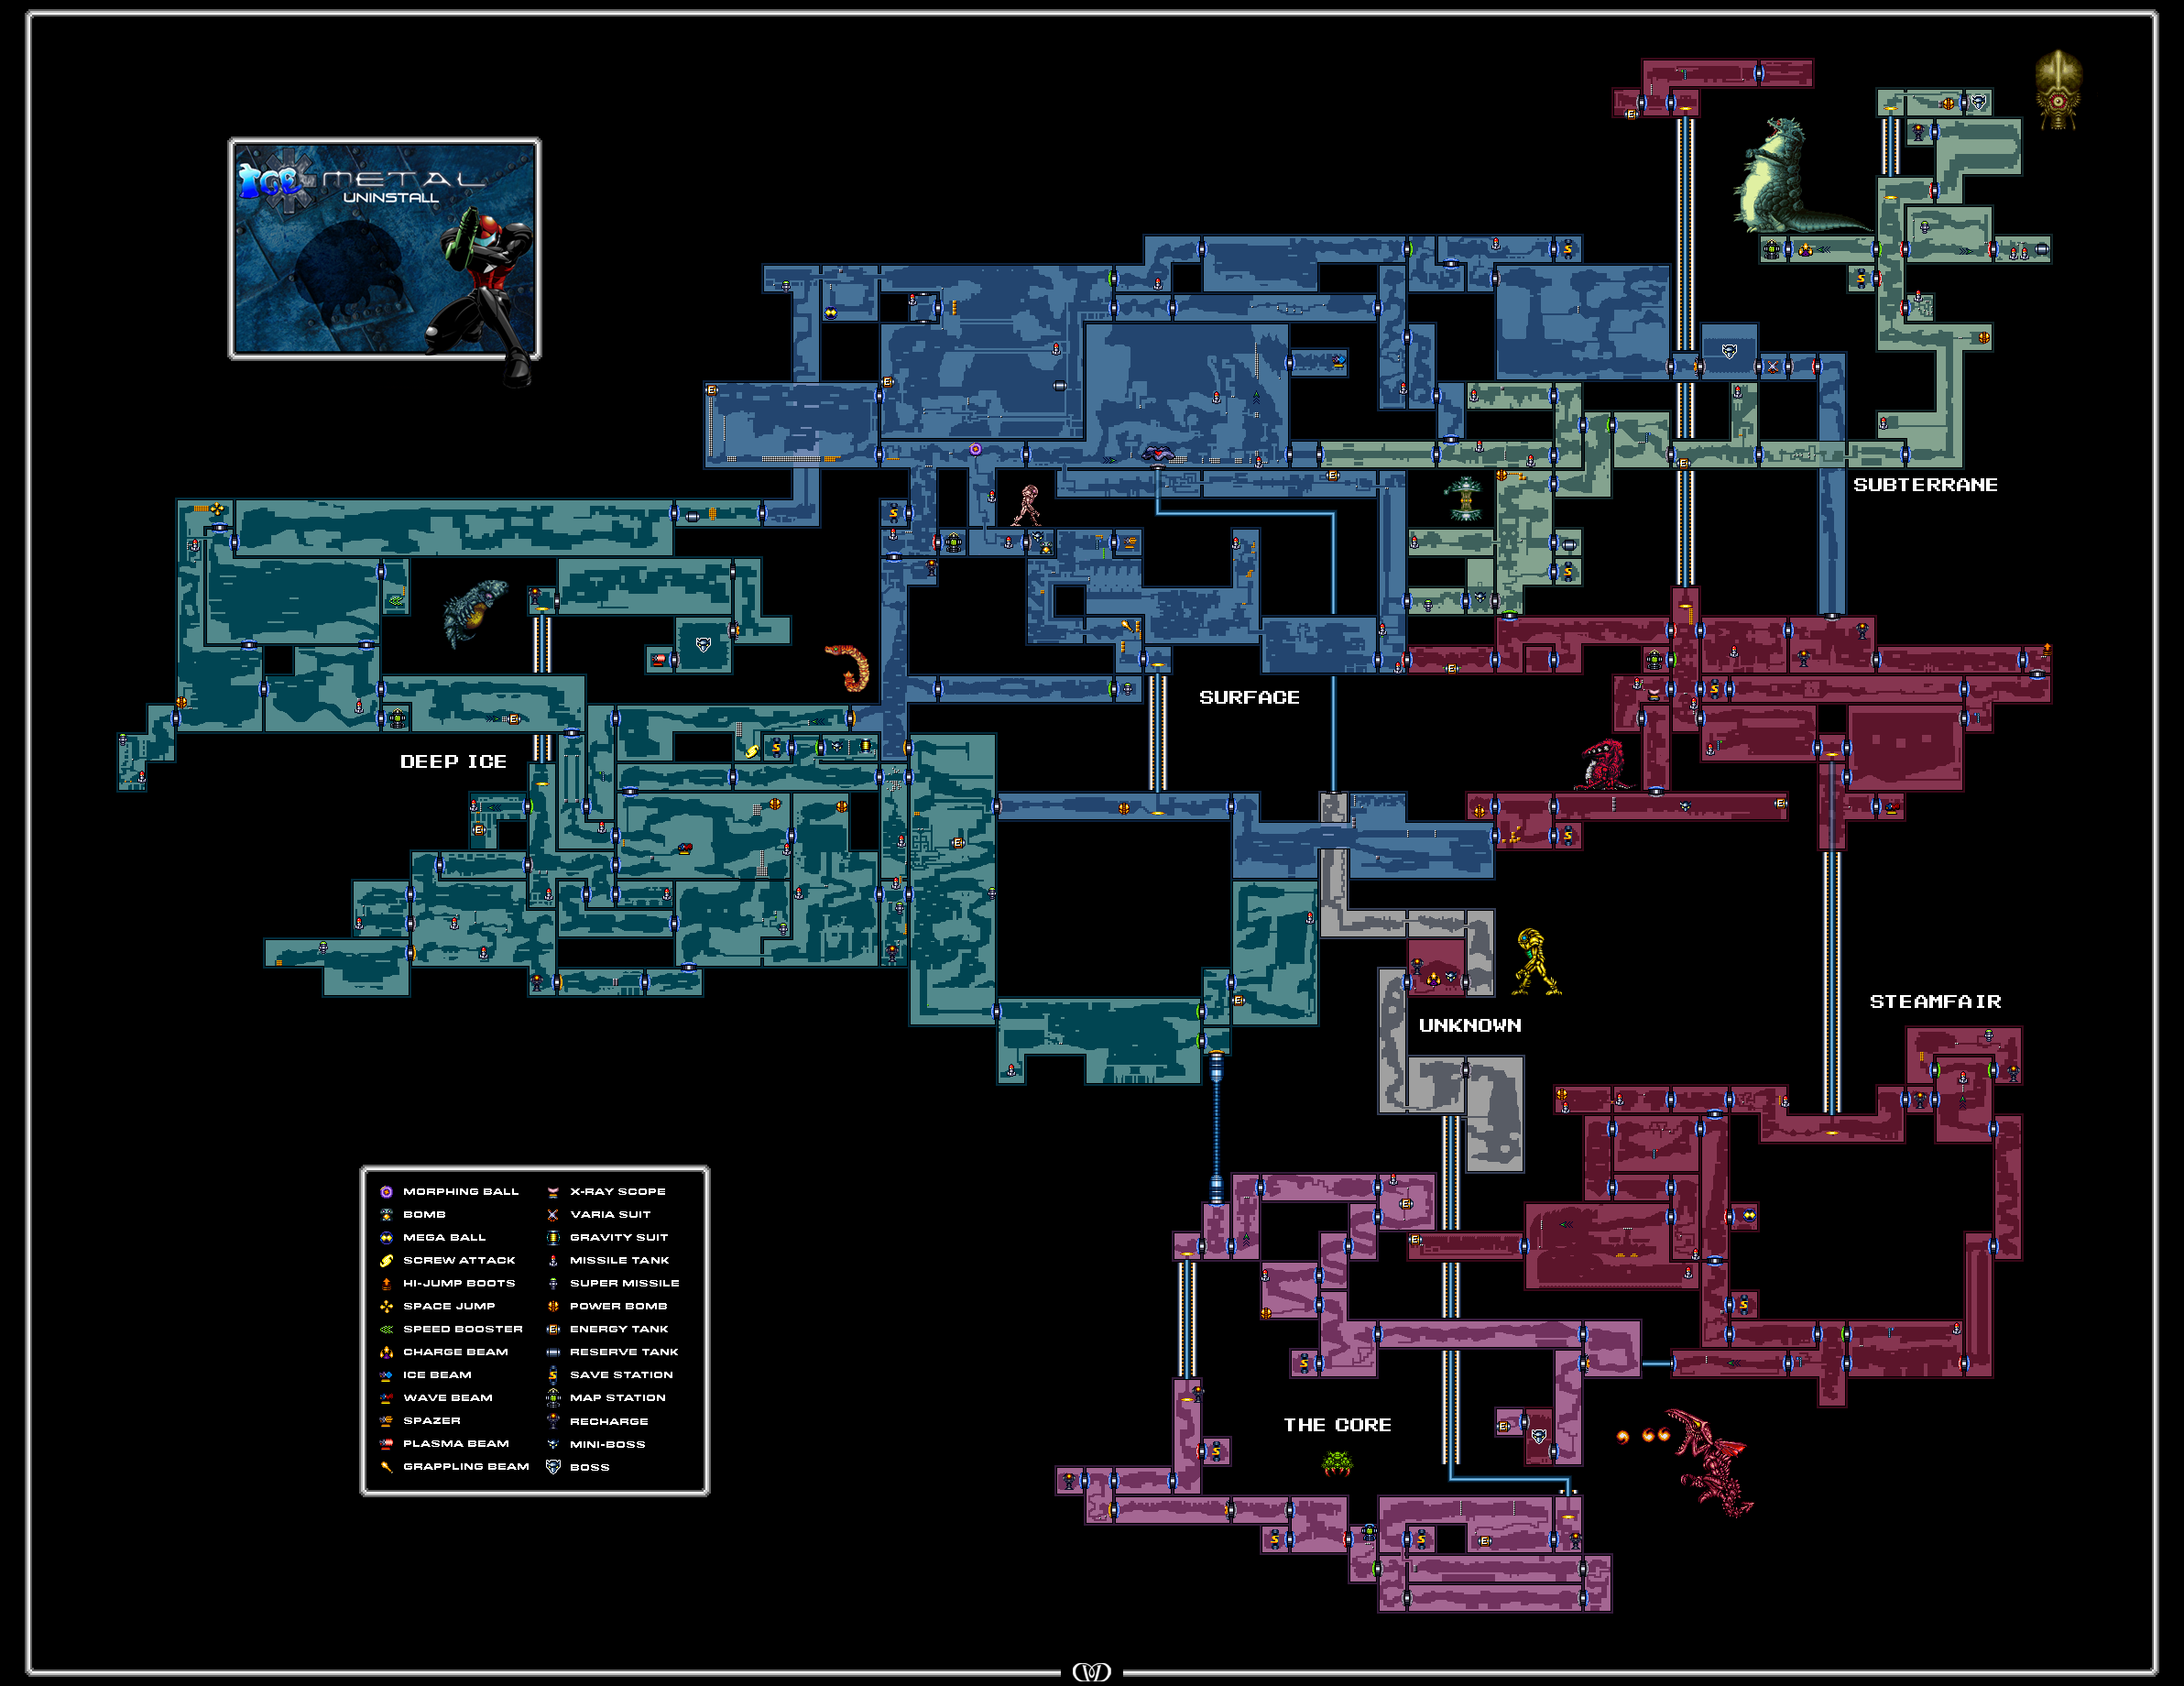 ICE METAL
UNINSTALL
SUBTERRANE
SURFACE
DEEP ICE
STEAMFAIR
UNKNOWN
THE CORE
MORPHING BALL
BOMB
MEGA BALL
SCREW ATTACK
HI-JUMP BOOTS
SPACE JUMP
SPEED BOOSTER
CHARGE BEAM
ICE BEAM
WAVE BEAM
SPAZER
PLASMA BEAM
GRAPPLING BEAM
X-RAY SCOPE
VARIA SUIT
GRAVITY SUIT
MISSILE TANK
SUPER MISSILE
POWER BOMB
ENERGY TANK
RESERVE TANK
SAVE STATION
MAP STATION
RECHARGE
MINI-BOSS
BOSS